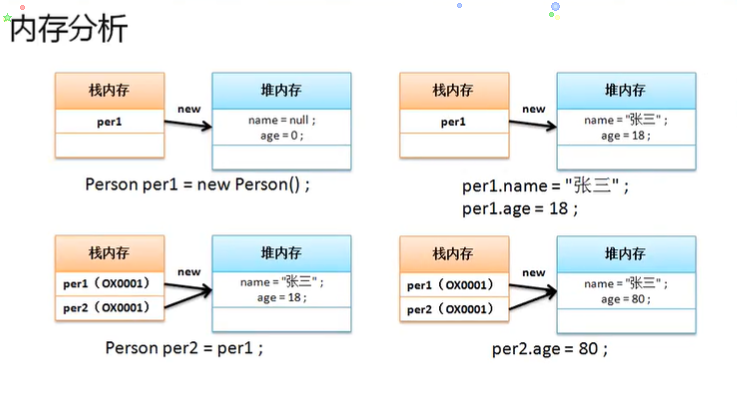 内存分析
栈内存
new
堆内存
per1
name = null ;
age = 0 ;
Person per1 = new Person() ;
栈内存
new
堆内存
per1
name = "张三" ;
age = 18 ;
per1.name = "张三" ;
per1.age = 18 ;
栈内存
new
堆内存
per1（OX0001）
per2（OX0001）
name = "张三" ;
age = 18 ;
Person per2 = per1 ;
栈内存
new
堆内存
per1（OX0001）
per2（OX0001）
name = "张三" ;
age = 80 ;
per2.age = 80 ;